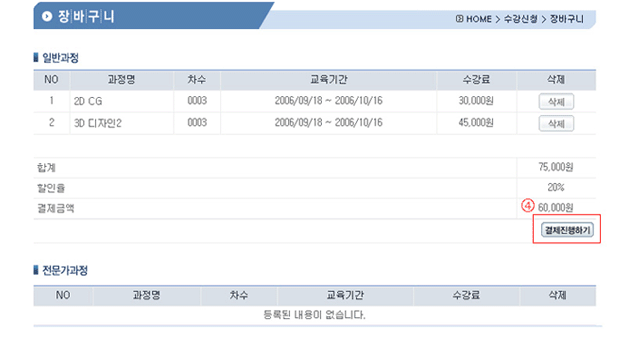 장바구니
HOME > 수강신청 > 장바구니
일반과정
NO 과정명 차수 교육기간 수강료 삭제
1 2D CG 0003 2006/09/18 ~ 2006/10/16 30,000원 삭제
2 3D 디자인2 0003 2006/09/18 ~ 2006/10/16 45,000원 삭제
합계 75,000원
할인율 20%
결제금액 ④ 60,000원
결제진행하기
전문가과정
NO 과정명 차수 교육기간 수강료 삭제
등록된 내용이 없습니다.